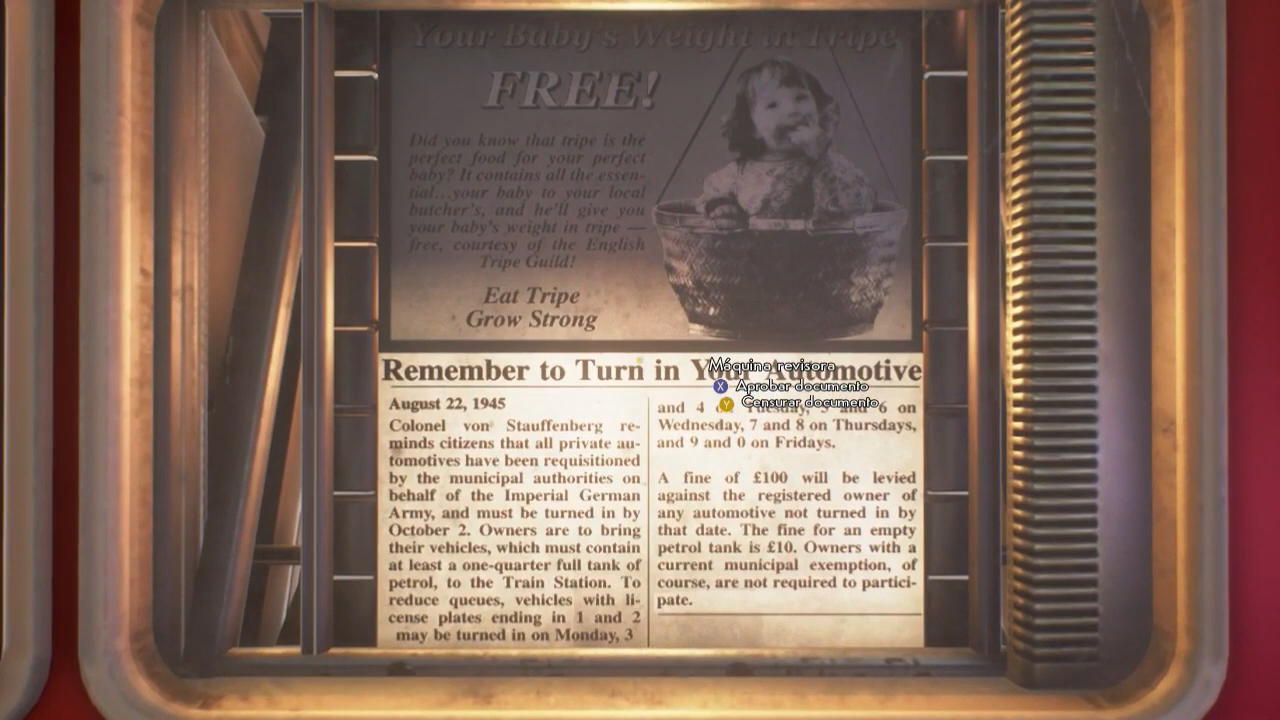 Your Baby's Weight in Tripe
FREE!
Did you know that tripe is the
perfect food for your perfect
baby? It contains all the essen-
tial...your baby to your local
butcher's, and he'll give you
your baby's weight in tripe —
free, courtesy of the English
Tripe Guild!
Eat Tripe
Grow Strong
Remember to Turn in Your Automotive
Máquina revisora
X Aprobar documento
Y Censurar documento
August 22, 1945
Colonel von Stauffenberg re-
minds citizens that all private au-
tomotives have been requisitioned
by the municipal authorities on
behalf of the Imperial German
Army, and must be turned in by
October 2. Owners are to bring
their vehicles, which must contain
at least a one-quarter full tank of
petrol, to the Train Station. To
reduce queues, vehicles with li-
cense plates ending in 1 and 2
may be turned in on Monday, 3
and 4 on Tuesday, 5 and 6 on
Wednesday, 7 and 8 on Thursdays,
and 9 and 0 on Fridays.
A fine of £100 will be levied
against the registered owner of
any automotive not turned in by
that date. The fine for an empty
petrol tank is £10. Owners with a
current municipal exemption, of
course, are not required to partici-
pate.